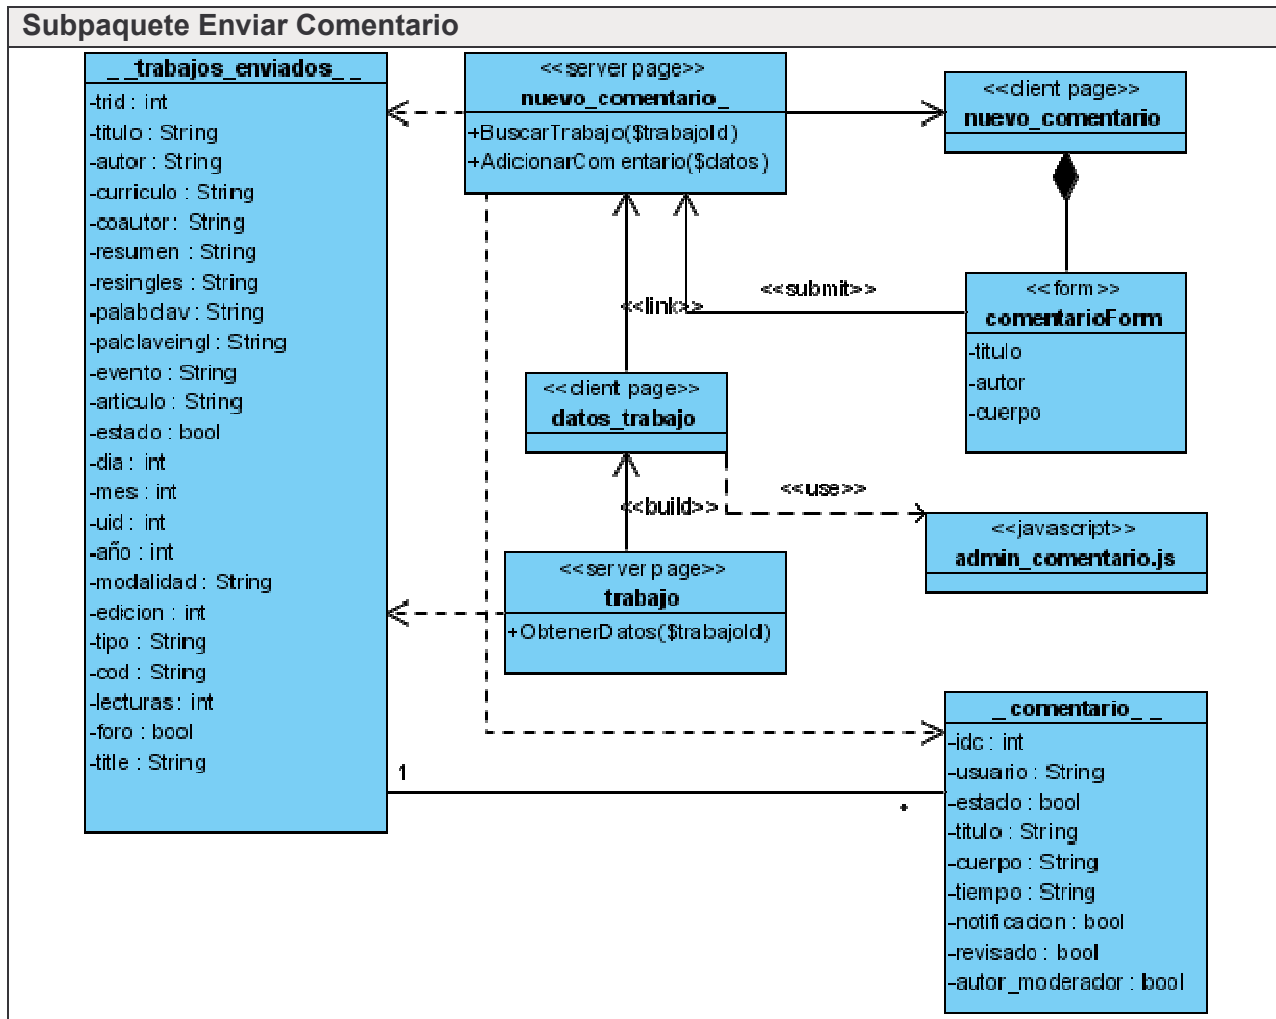 Subpaquete Enviar Comentario
_ _trabajos_enviados_ _
-trid : int
-titulo : String
-autor : String
-curriculo : String
-coautor : String
-resumen : String
-resingles : String
-palabclav : String
-palclaveingl : String
-evento : String
-articulo : String
-estado : bool
-dia : int
-mes : int
-uid : int
-año : int
-modalidad : String
-edicion : int
-tipo : String
-cod : String
-lecturas : int
-foro : bool
-title : String
<<server page>>
nuevo_comentario_
+BuscarTrabajo($trabajoId)
+AdicionarComentario($datos)
<<client page>>
nuevo_comentario
<<link>>
<<submit>>
<<form>>
comentarioForm
-titulo
-autor
-cuerpo
<<client page>>
datos_trabajo
<<build>>
<<use>>
<<javascript>>
admin_comentario.js
<<server page>>
trabajo
+ObtenerDatos($trabajoId)
1
*
_comentario_ _
-idc : int
-usuario : String
-estado : bool
-titulo : String
-cuerpo : String
-tiempo : String
-notificacion : bool
-revisado : bool
-autor_moderador : bool